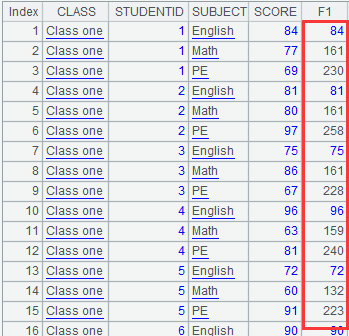 Index CLASS STUDENTID SUBJECT SCORE F1
1 Class one 1 English 84 84
2 Class one 1 Math 77 161
3 Class one 1 PE 69 230
4 Class one 2 English 81 81
5 Class one 2 Math 80 161
6 Class one 2 PE 97 258
7 Class one 3 English 75 75
8 Class one 3 Math 86 161
9 Class one 3 PE 67 228
10 Class one 4 English 96 96
11 Class one 4 Math 63 159
12 Class one 4 PE 81 240
13 Class one 5 English 72 72
14 Class one 5 Math 60 132
15 Class one 5 PE 91 223
16 Class one 6 English 90 90